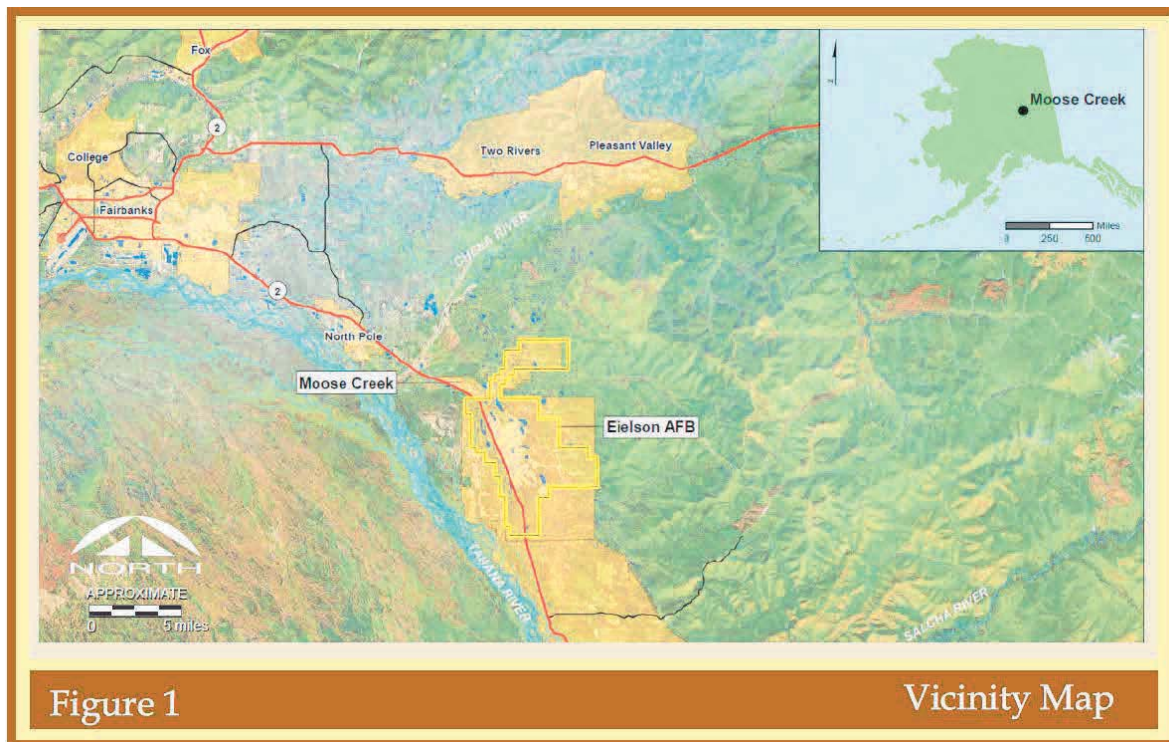 Fox
2
College
Two Rivers
Pleasant Valley
Fairbanks
CHENA RIVER
2
North Pole
Moose Creek
Eielson AFB
TANANA RIVER
SALCHA RIVER
NORTH
APPROXIMATE
0 5 miles
Z
Moose Creek
Miles
0 250 500
Figure 1
Vicinity Map